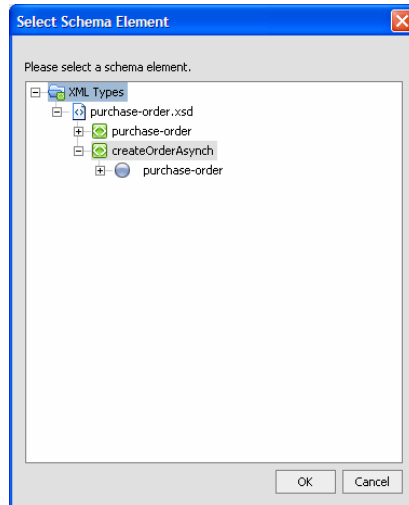 Select Schema Element
Please select a schema element.
XML Types
purchase-order.xsd
purchase-order
createOrderAsynch
purchase-order
OK Cancel